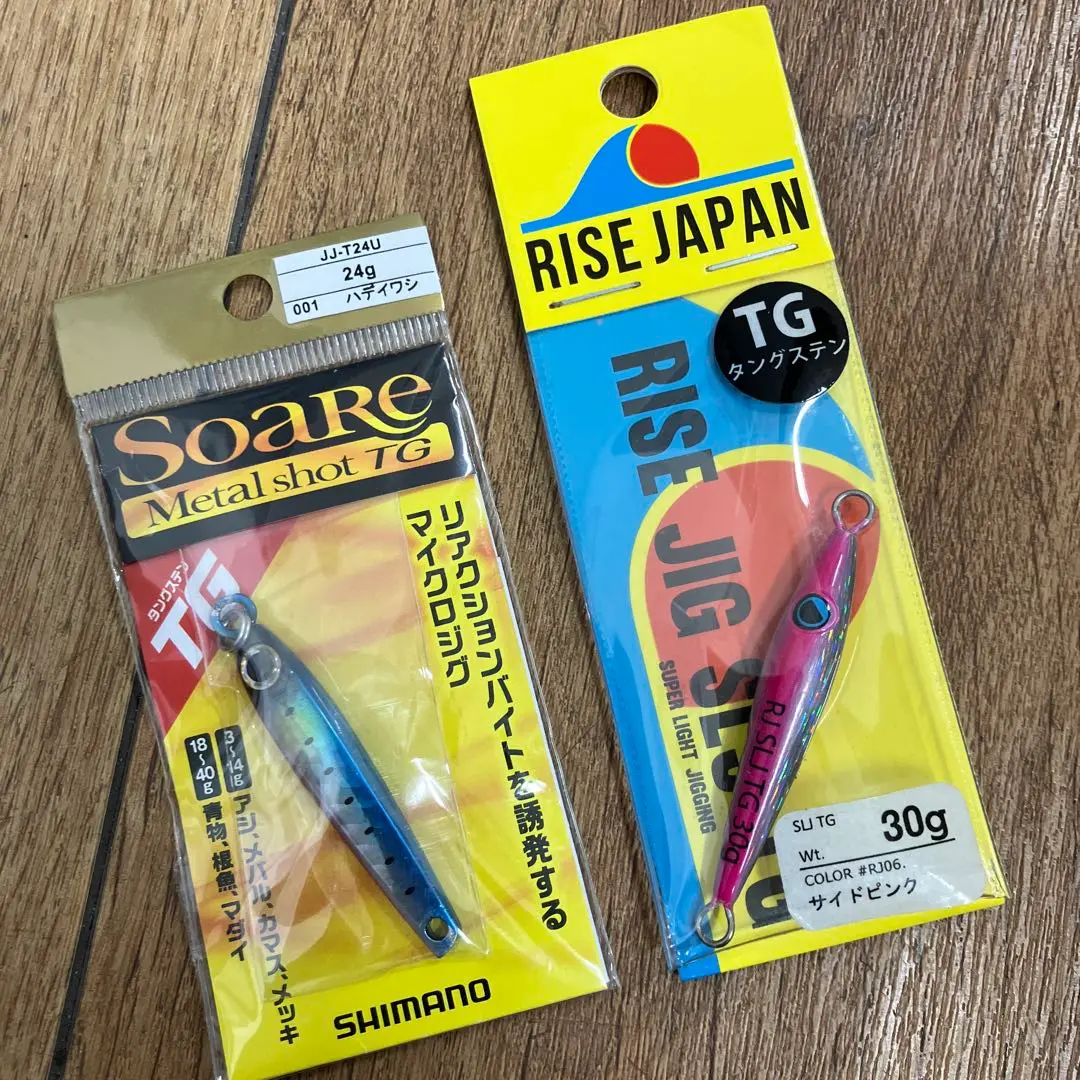 JJ-T24U
24g
001 ハデイワシ
Soare
Metal shot TG
タングステン
TG
リアクションバイトを誘発する
マイクロジグ
3~14g アジ、メバル、カマス、メッキ
18~40g 青物、根魚、マダイ
SHIMANO
RISE JAPAN
TG
タングステン
RISE JIG SLJ
SUPER LIGHT JIGGING
RJ SLJ TG 30g
SLJ TG 30g
Wt.
COLOR #RJ06.
サイドピンク